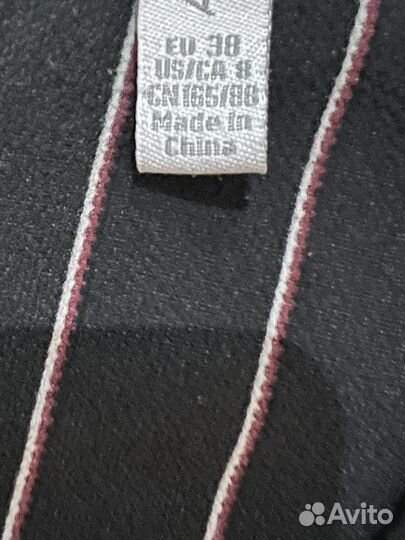 EU 38
US/CA 8
CN165/88
Made in
China
Avito